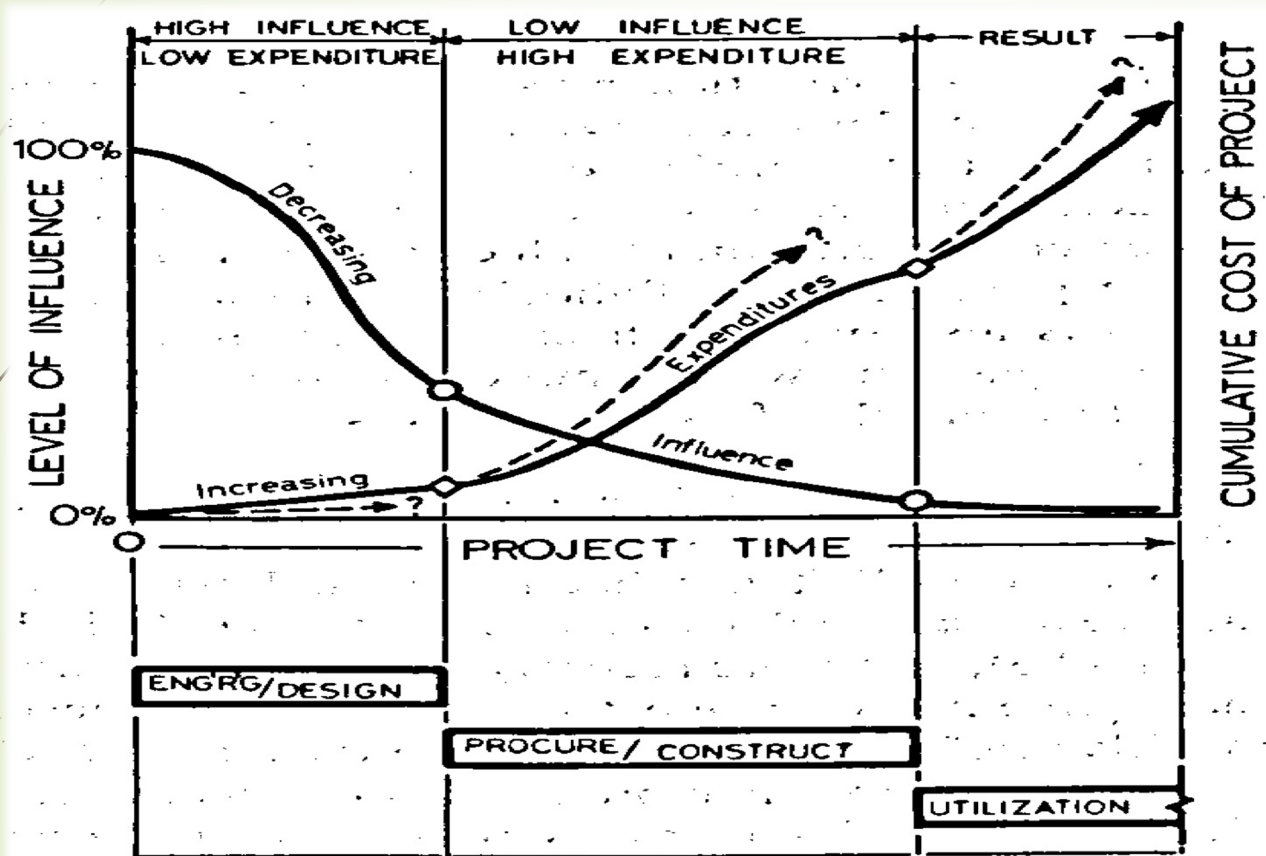 HIGH INFLUENCE
LOW EXPENDITURE
LOW INFLUENCE
HIGH EXPENDITURE
RESULT
100%
0%
LEVEL OF INFLUENCE
CUMULATIVE COST OF PROJECT
Decreasing
Increasing
?
?
?
Expenditures
Influence
O
PROJECT TIME
ENGRG/DESIGN
PROCURE/ CONSTRUCT
UTILIZATION